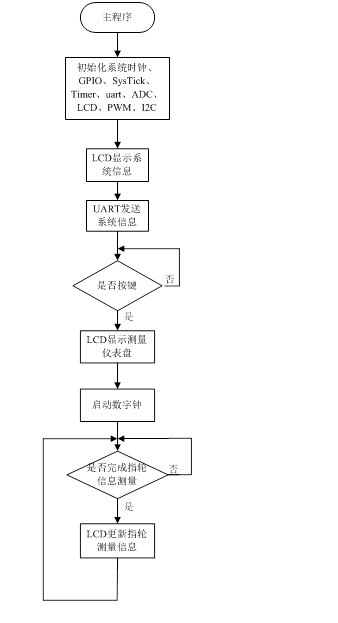 主程序
初始化系统时钟、
GPIO、SysTick、
Timer、uart、ADC、
LCD、PWM、I2C
LCD显示系
统信息
UART发送
系统信息
是否按键
否
是
LCD显示测量
仪表盘
启动数字钟
是否完成指轮
信息测量
否
是
LCD更新指轮
测量信息